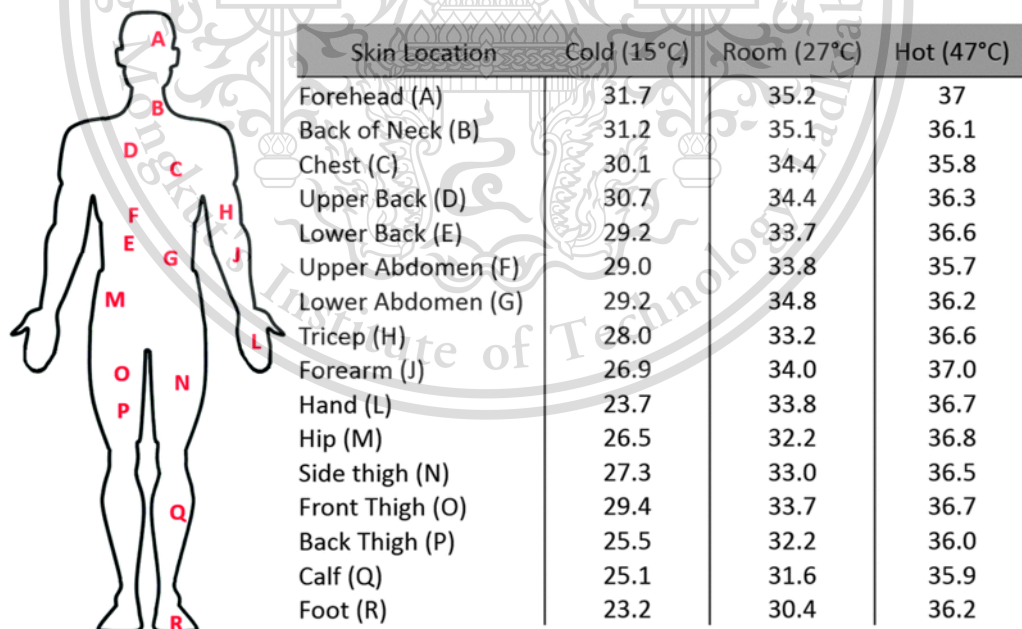 A
B
D
C
F
H
E
J
G
M
L
O
N
P
Q
R
Skin Location Cold (15°C) Room (27°C) Hot (47°C)
Forehead (A) 31.7 35.2 37
Back of Neck (B) 31.2 35.1 36.1
Chest (C) 30.1 34.4 35.8
Upper Back (D) 30.7 34.4 36.3
Lower Back (E) 29.2 33.7 36.6
Upper Abdomen (F) 29.0 33.8 35.7
Lower Abdomen (G) 29.2 34.8 36.2
Tricep (H) 28.0 33.2 36.6
Forearm (J) 26.9 34.0 37.0
Hand (L) 23.7 33.8 36.7
Hip (M) 26.5 32.2 36.8
Side thigh (N) 27.3 33.0 36.5
Front Thigh (O) 29.4 33.7 36.7
Back Thigh (P) 25.5 32.2 36.0
Calf (Q) 25.1 31.6 35.9
Foot (R) 23.2 30.4 36.2
Institute of Technology